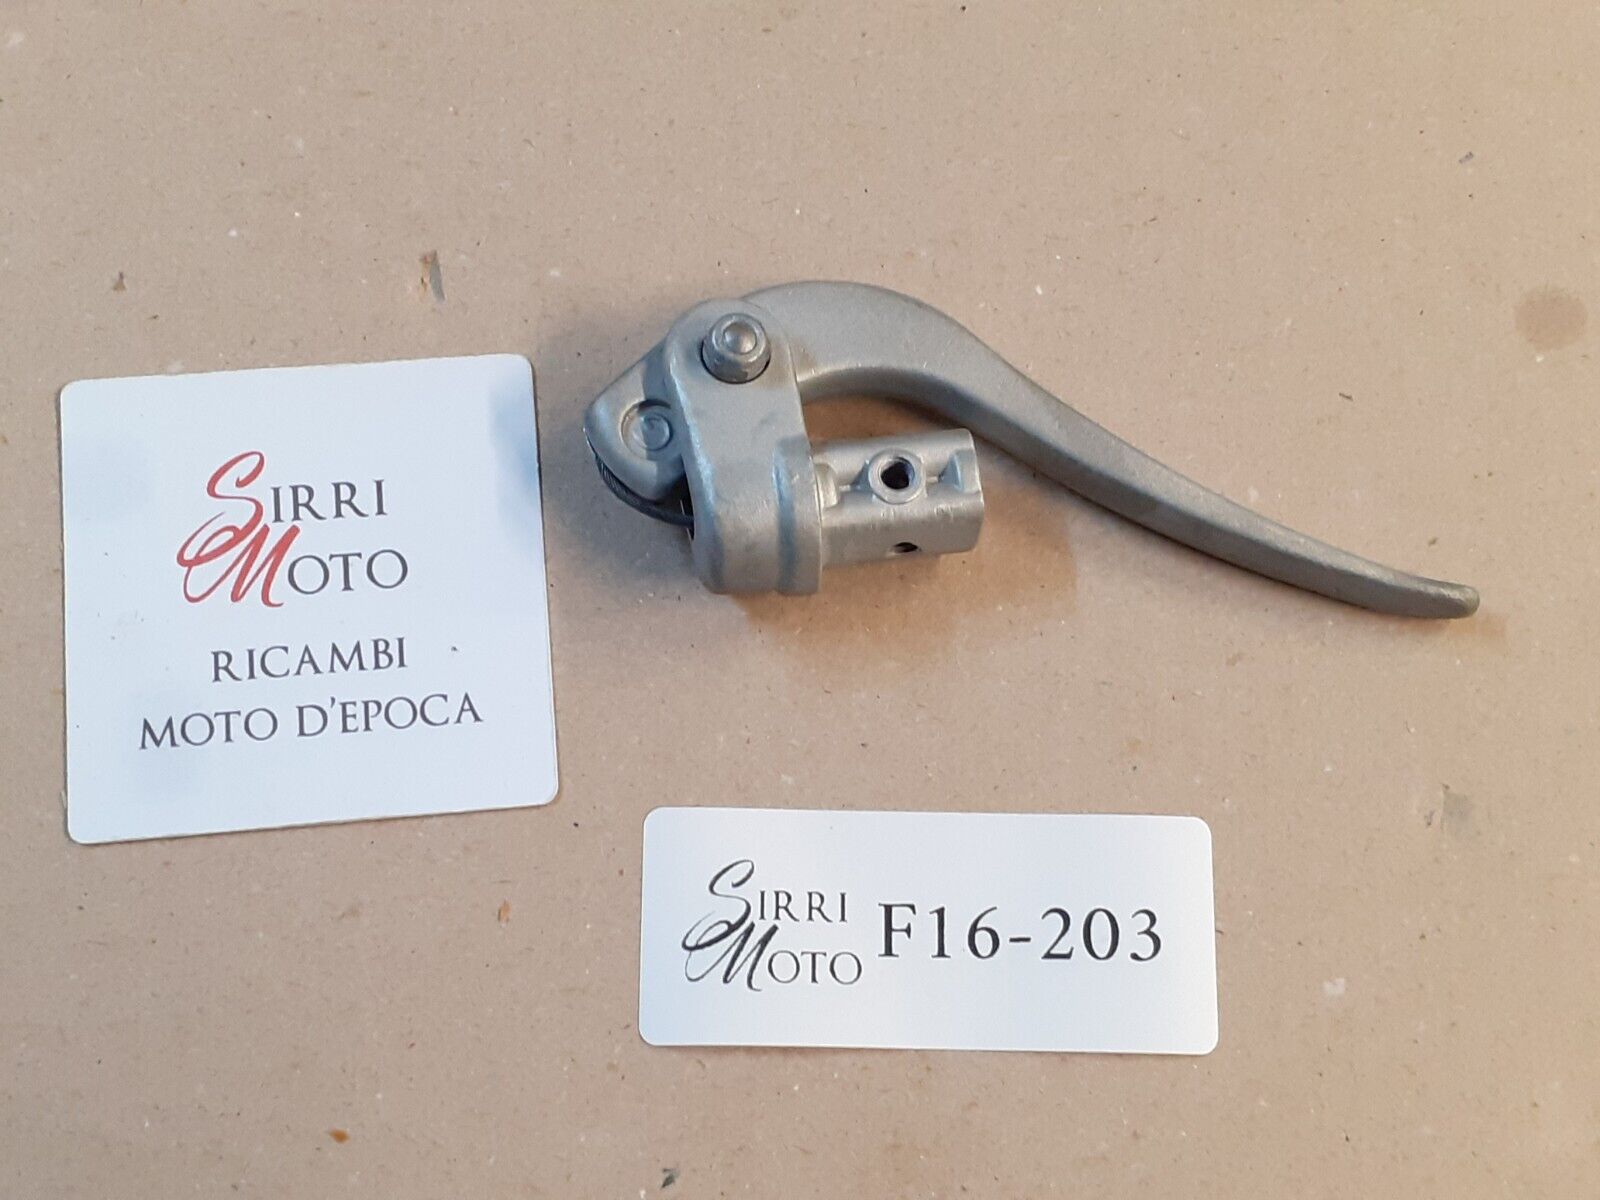 SIRRI
MOTO
RICAMBI
MOTO D'EPOCA
SIRRI
MOTO
F16-203